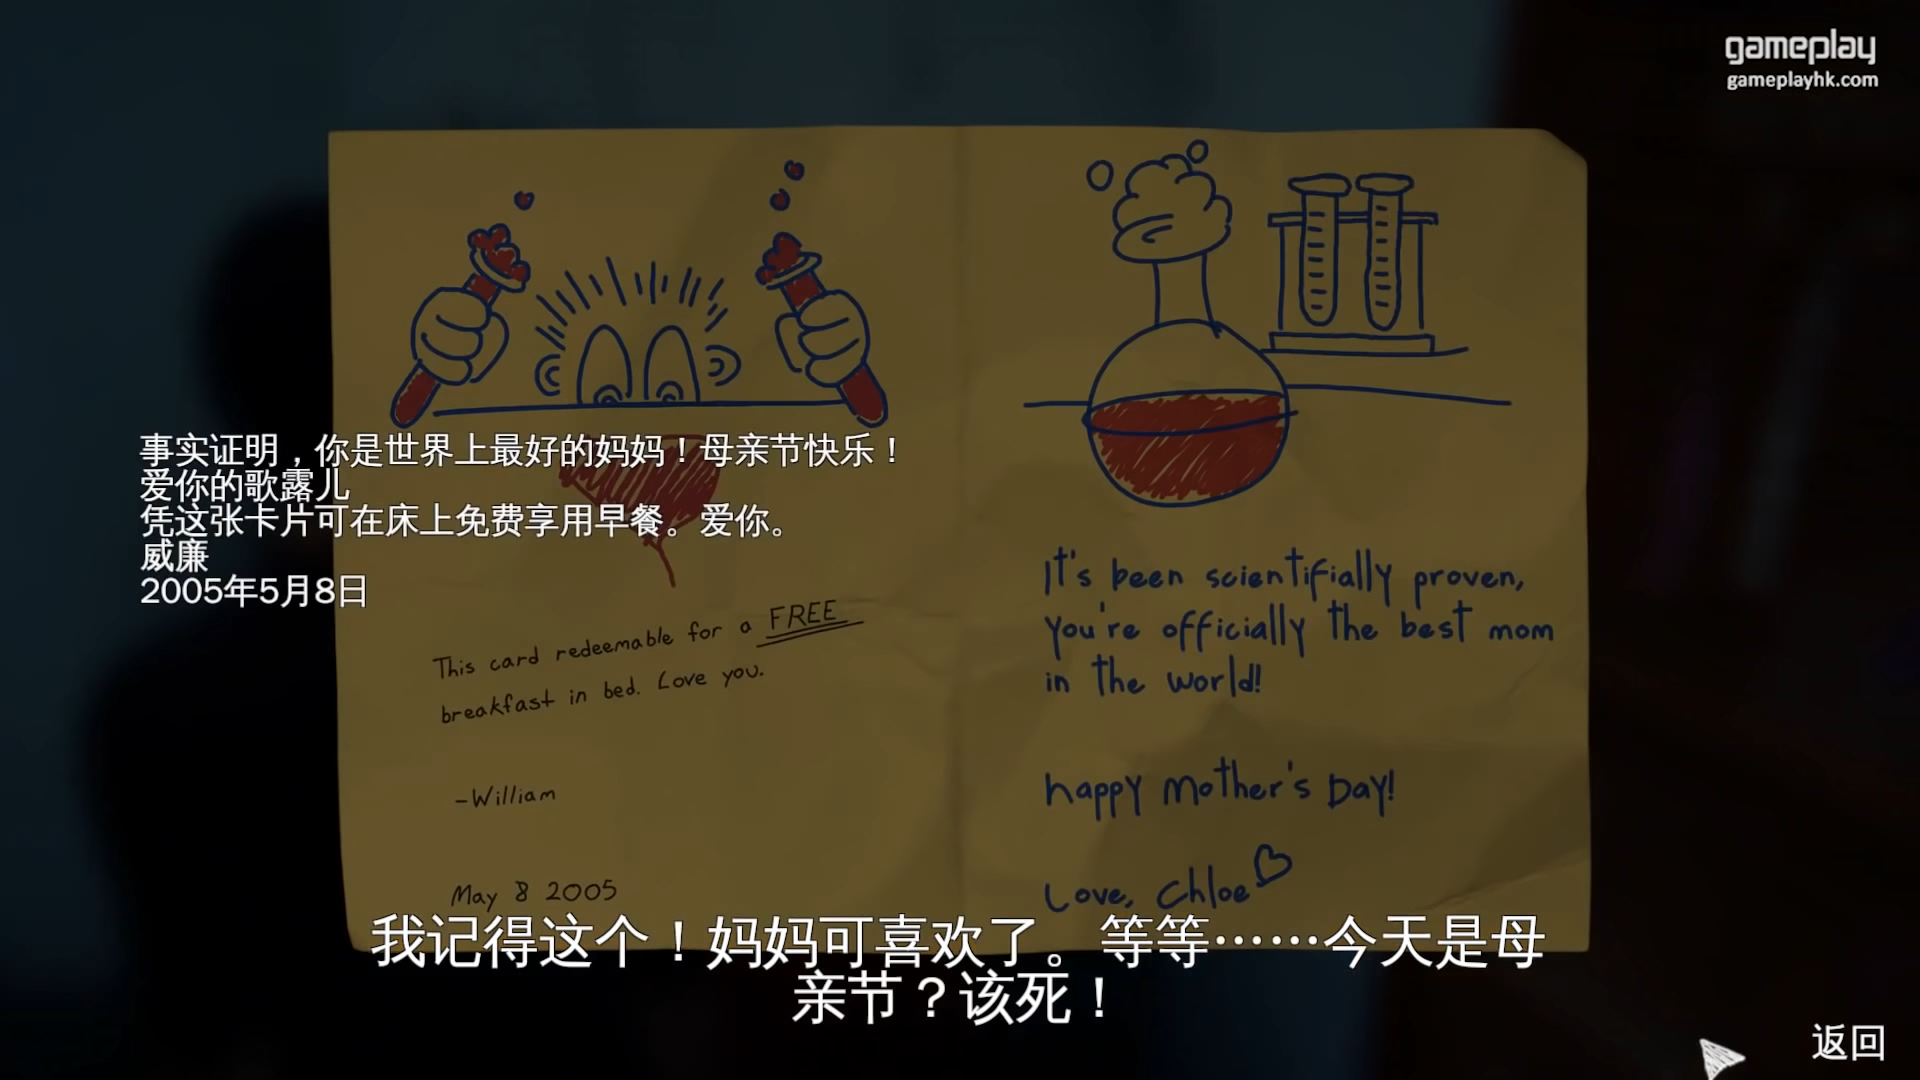 gameplay
gameplayhk.com
事实证明，你是世界上最好的妈妈！母亲节快乐！
爱你的歌露儿
凭这张卡片可在床上免费享用早餐。爱你。
威廉
2005年5月8日
This card redeemable for a FREE
breakfast in bed. Love you.
-William
May 8 2005
It's been scientifially proven,
you're officially the best mom
in the world!
happy mother's Day!
Love, Chloe
我记得这个！妈妈可喜欢了。等等……今天是母
亲节？该死！
返回